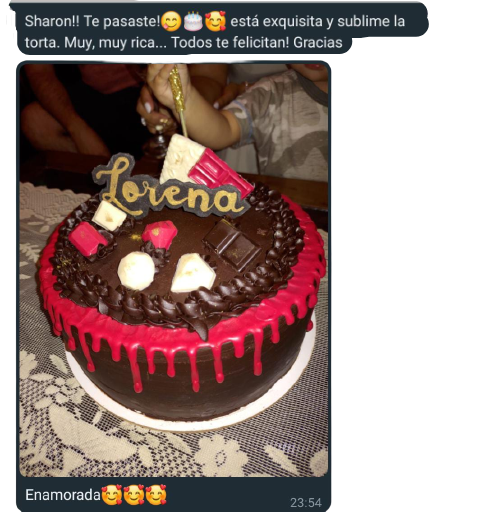 Sharon!! Te pasaste!😊🎂🥰 está exquisita y sublime la
torta. Muy, muy rica... Todos te felicitan! Gracias
Lorena
Enamorada🥰🥰🥰
23:54